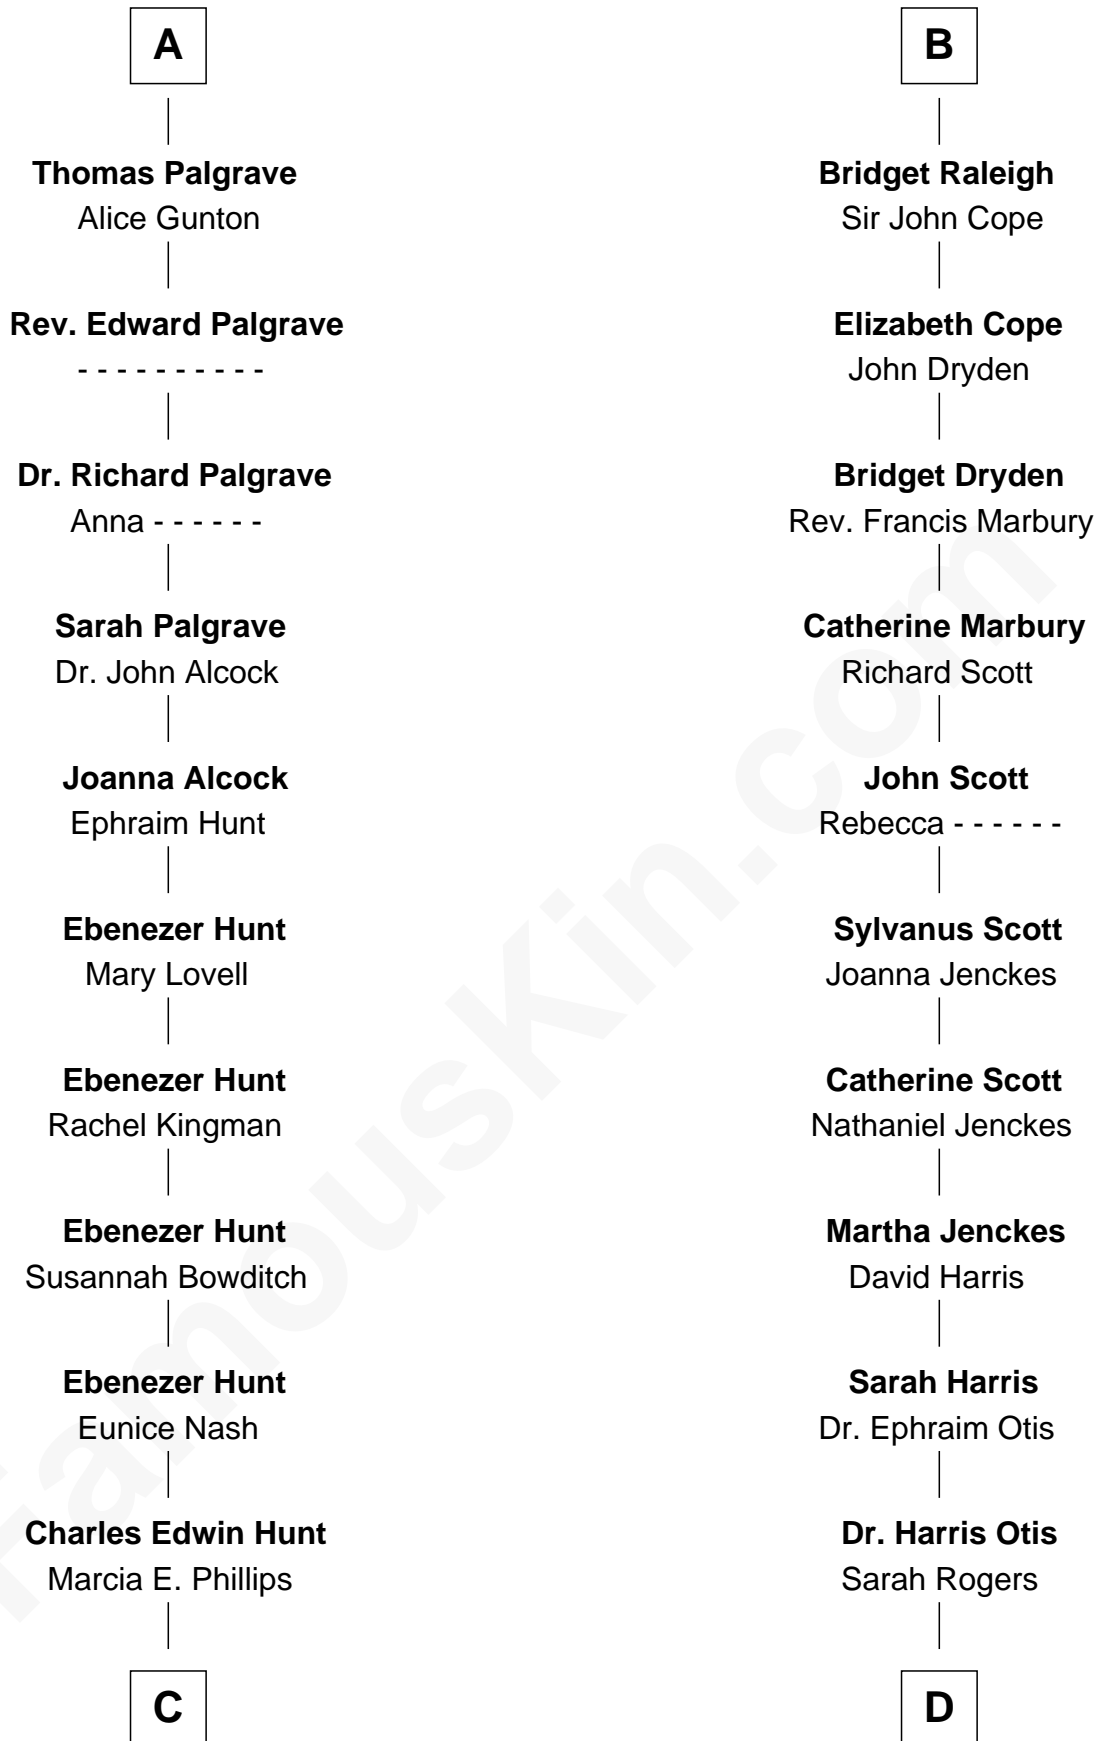 A
Thomas Palgrave
Alice Gunton
Rev. Edward Palgrave
- - - - - - - - - -
Dr. Richard Palgrave
Anna - - - - - -
Sarah Palgrave
Dr. John Alcock
Joanna Alcock
Ephraim Hunt
Ebenezer Hunt
Mary Lovell
Ebenezer Hunt
Rachel Kingman
Ebenezer Hunt
Susannah Bowditch
Ebenezer Hunt
Eunice Nash
Charles Edwin Hunt
Marcia E. Phillips
C
B
Bridget Raleigh
Sir John Cope
Elizabeth Cope
John Dryden
Bridget Dryden
Rev. Francis Marbury
Catherine Marbury
Richard Scott
John Scott
Rebecca - - - - - -
Sylvanus Scott
Joanna Jenckes
Catherine Scott
Nathaniel Jenckes
Martha Jenckes
David Harris
Sarah Harris
Dr. Ephraim Otis
Dr. Harris Otis
Sarah Rogers
D
FamousKin.com